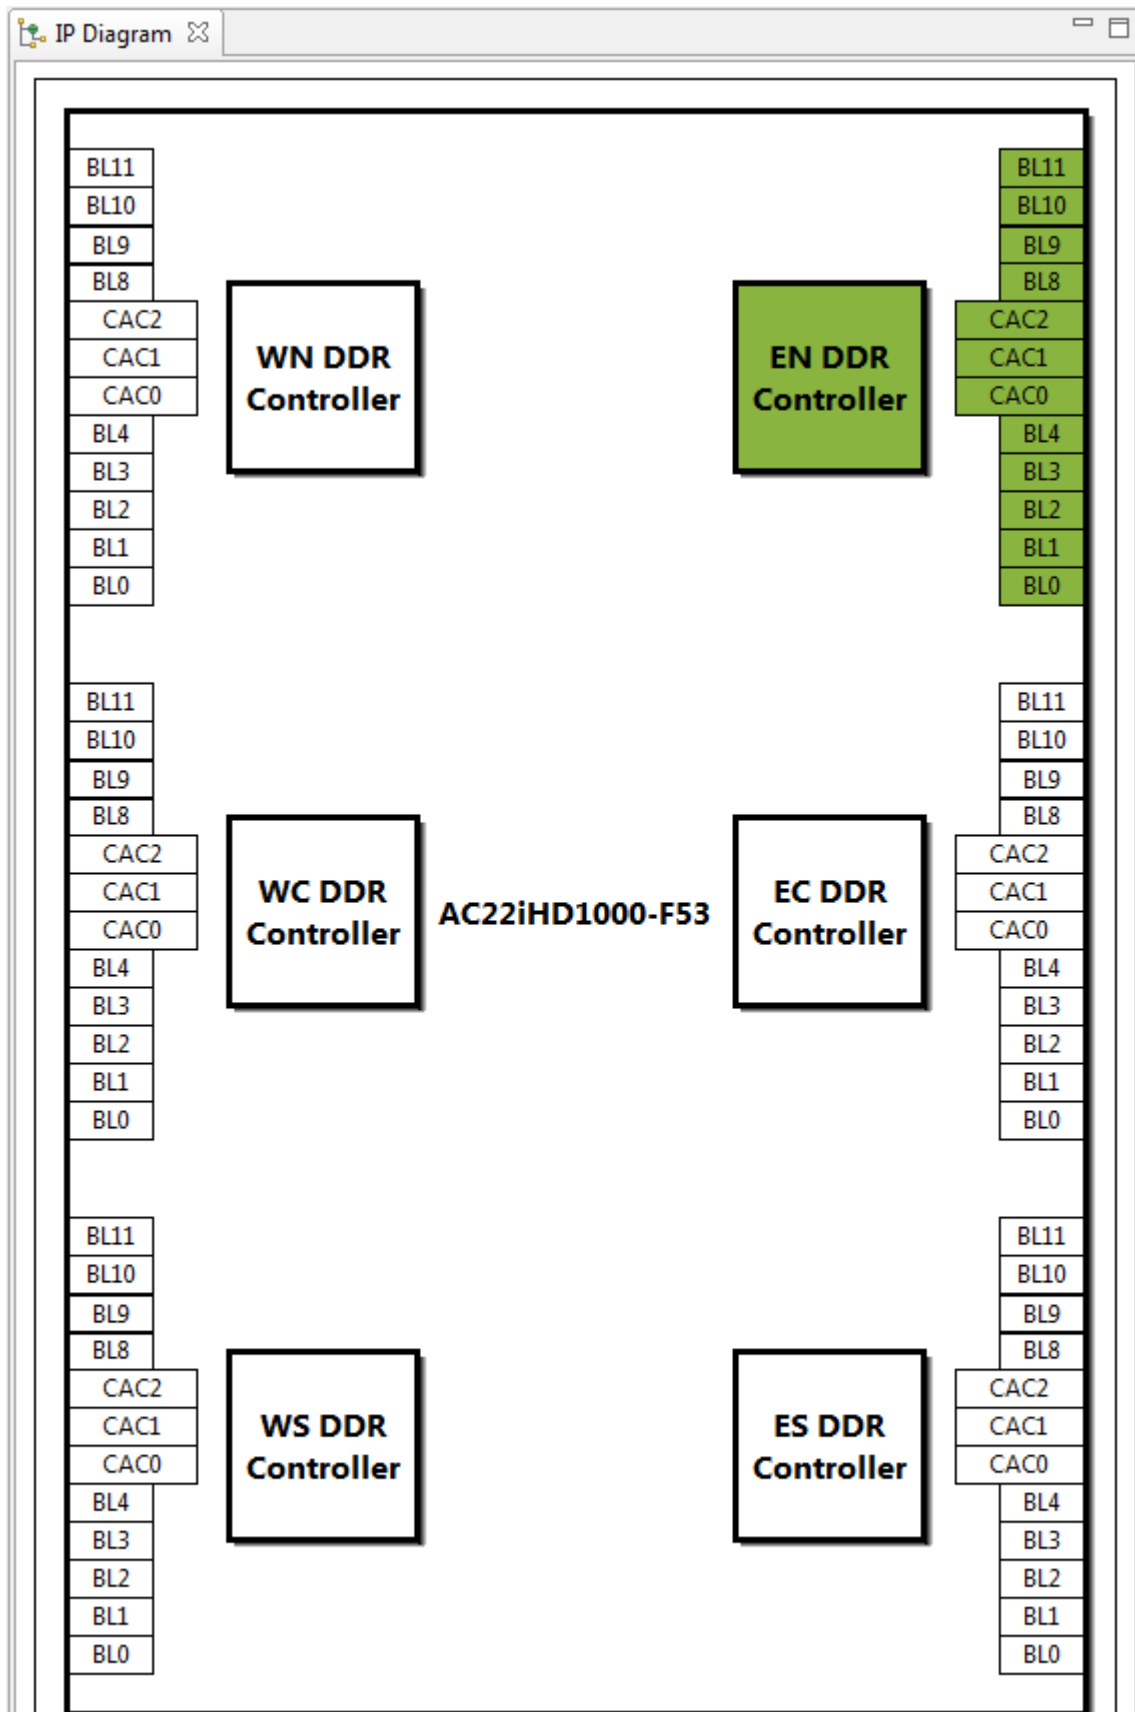 IP Diagram
BL11
BL10
BL9
BL8
CAC2
CAC1
CAC0
BL4
BL3
BL2
BL1
BL0
WN DDR
Controller
EN DDR
Controller
BL11
BL10
BL9
BL8
CAC2
CAC1
CAC0
BL4
BL3
BL2
BL1
BL0
BL11
BL10
BL9
BL8
CAC2
CAC1
CAC0
BL4
BL3
BL2
BL1
BL0
WC DDR
Controller
AC22iHD1000-F53
EC DDR
Controller
BL11
BL10
BL9
BL8
CAC2
CAC1
CAC0
BL4
BL3
BL2
BL1
BL0
BL11
BL10
BL9
BL8
CAC2
CAC1
CAC0
BL4
BL3
BL2
BL1
BL0
WS DDR
Controller
ES DDR
Controller
BL11
BL10
BL9
BL8
CAC2
CAC1
CAC0
BL4
BL3
BL2
BL1
BL0